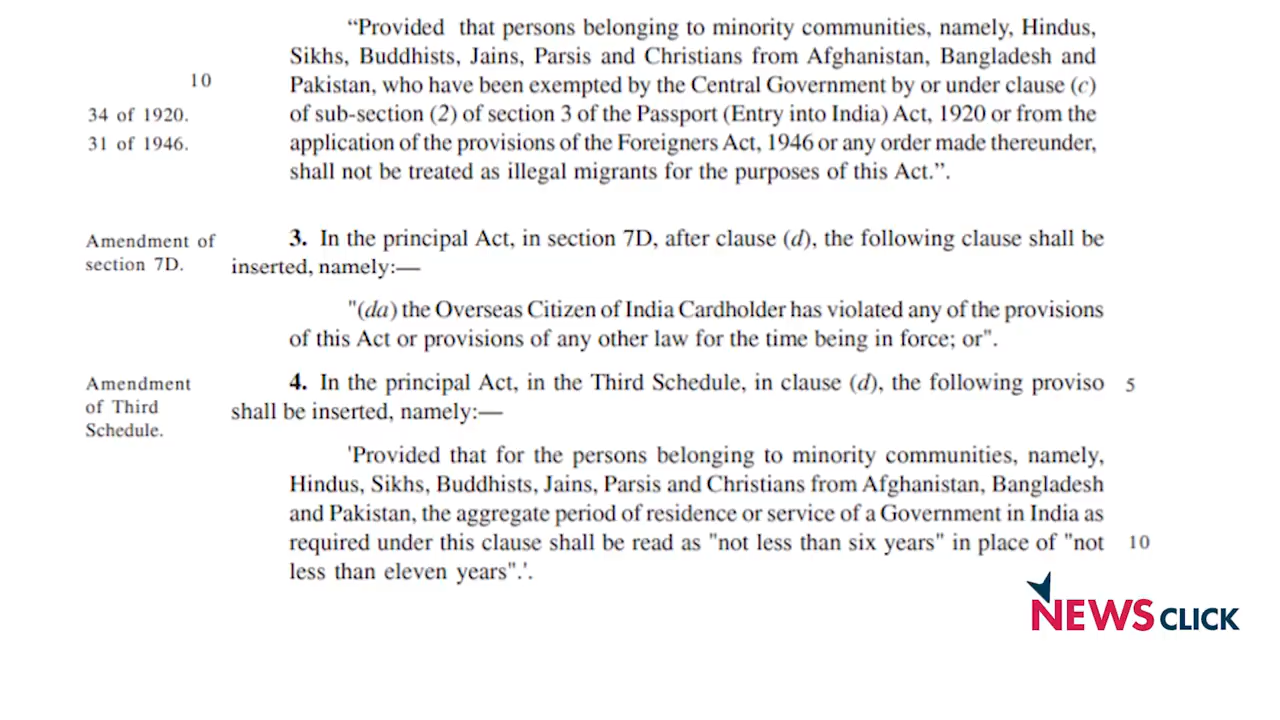 “Provided that persons belonging to minority communities, namely, Hindus,
Sikhs, Buddhists, Jains, Parsis and Christians from Afghanistan, Bangladesh and
10
Pakistan, who have been exempted by the Central Government by or under clause (c)
34 of 1920.
of sub-section (2) of section 3 of the Passport (Entry into India) Act, 1920 or from the
31 of 1946.
application of the provisions of the Foreigners Act, 1946 or any order made thereunder,
shall not be treated as illegal migrants for the purposes of this Act.”.
Amendment of
section 7D.
3. In the principal Act, in section 7D, after clause (d), the following clause shall be
inserted, namely:—
"(da) the Overseas Citizen of India Cardholder has violated any of the provisions
of this Act or provisions of any other law for the time being in force; or".
Amendment
of Third
Schedule.
4. In the principal Act, in the Third Schedule, in clause (d), the following proviso
5
shall be inserted, namely:—
'Provided that for the persons belonging to minority communities, namely,
Hindus, Sikhs, Buddhists, Jains, Parsis and Christians from Afghanistan, Bangladesh
and Pakistan, the aggregate period of residence or service of a Government in India as
required under this clause shall be read as "not less than six years" in place of "not
10
less than eleven years".'.
NEWSCLICK